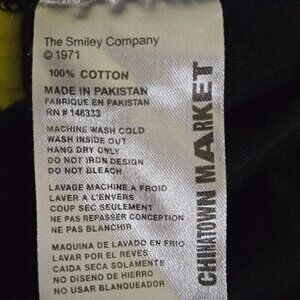 The Smiley Company
© 1971
100% COTTON
MADE IN PAKISTAN
FABRIQUE EN PAKISTAN
RN # 146333
MACHINE WASH COLD
WASH INSIDE OUT
HANG DRY ONLY
DO NOT IRON DESIGN
DO NOT BLEACH
LAVAGE MACHINE A FROID
LAVER A L'ENVERS
COUP SEC SEULEMENT
NE PAS REPASSER CONCEPTION
NE PAS BLANCHIR
MAQUINA DE LAVADO EN FRIO
LAVAR POR EL REVES
CAIDA SECA SOLAMENTE
NO DISENO DE HIERRO
NO USAR BLANQUEADOR
CHINATOWN MARKET